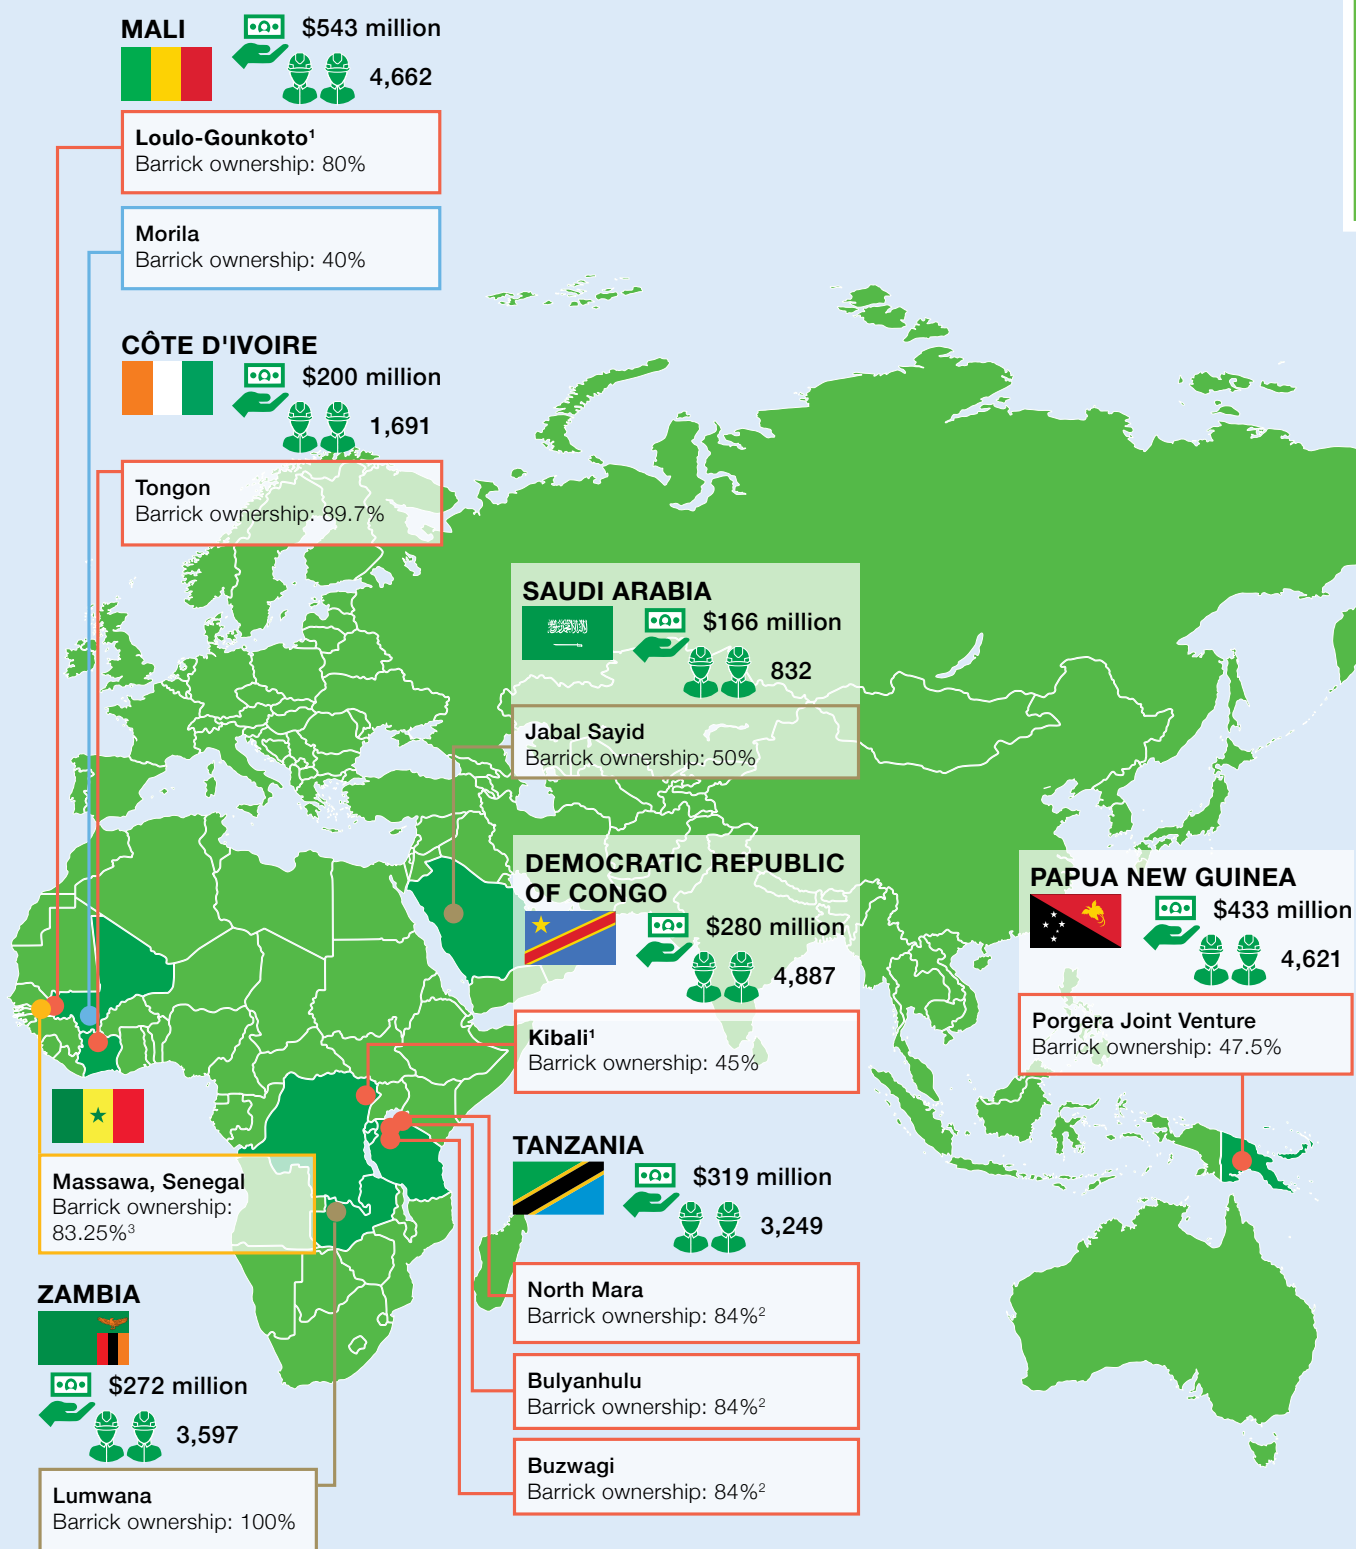 MALI
$543 million
4,662
Loulo-Gounkoto¹
Barrick ownership: 80%
Morila
Barrick ownership: 40%
CÔTE D'IVOIRE
$200 million
1,691
Tongon
Barrick ownership: 89.7%
SAUDI ARABIA
$166 million
832
Jabal Sayid
Barrick ownership: 50%
DEMOCRATIC REPUBLIC
OF CONGO
$280 million
4,887
Kibali¹
Barrick ownership: 45%
PAPUA NEW GUINEA
$433 million
4,621
Porgera Joint Venture
Barrick ownership: 47.5%
Massawa, Senegal
Barrick ownership:
83.25%³
TANZANIA
$319 million
3,249
North Mara
Barrick ownership: 84%²
Bulyanhulu
Barrick ownership: 84%²
Buzwagi
Barrick ownership: 84%²
ZAMBIA
$272 million
3,597
Lumwana
Barrick ownership: 100%